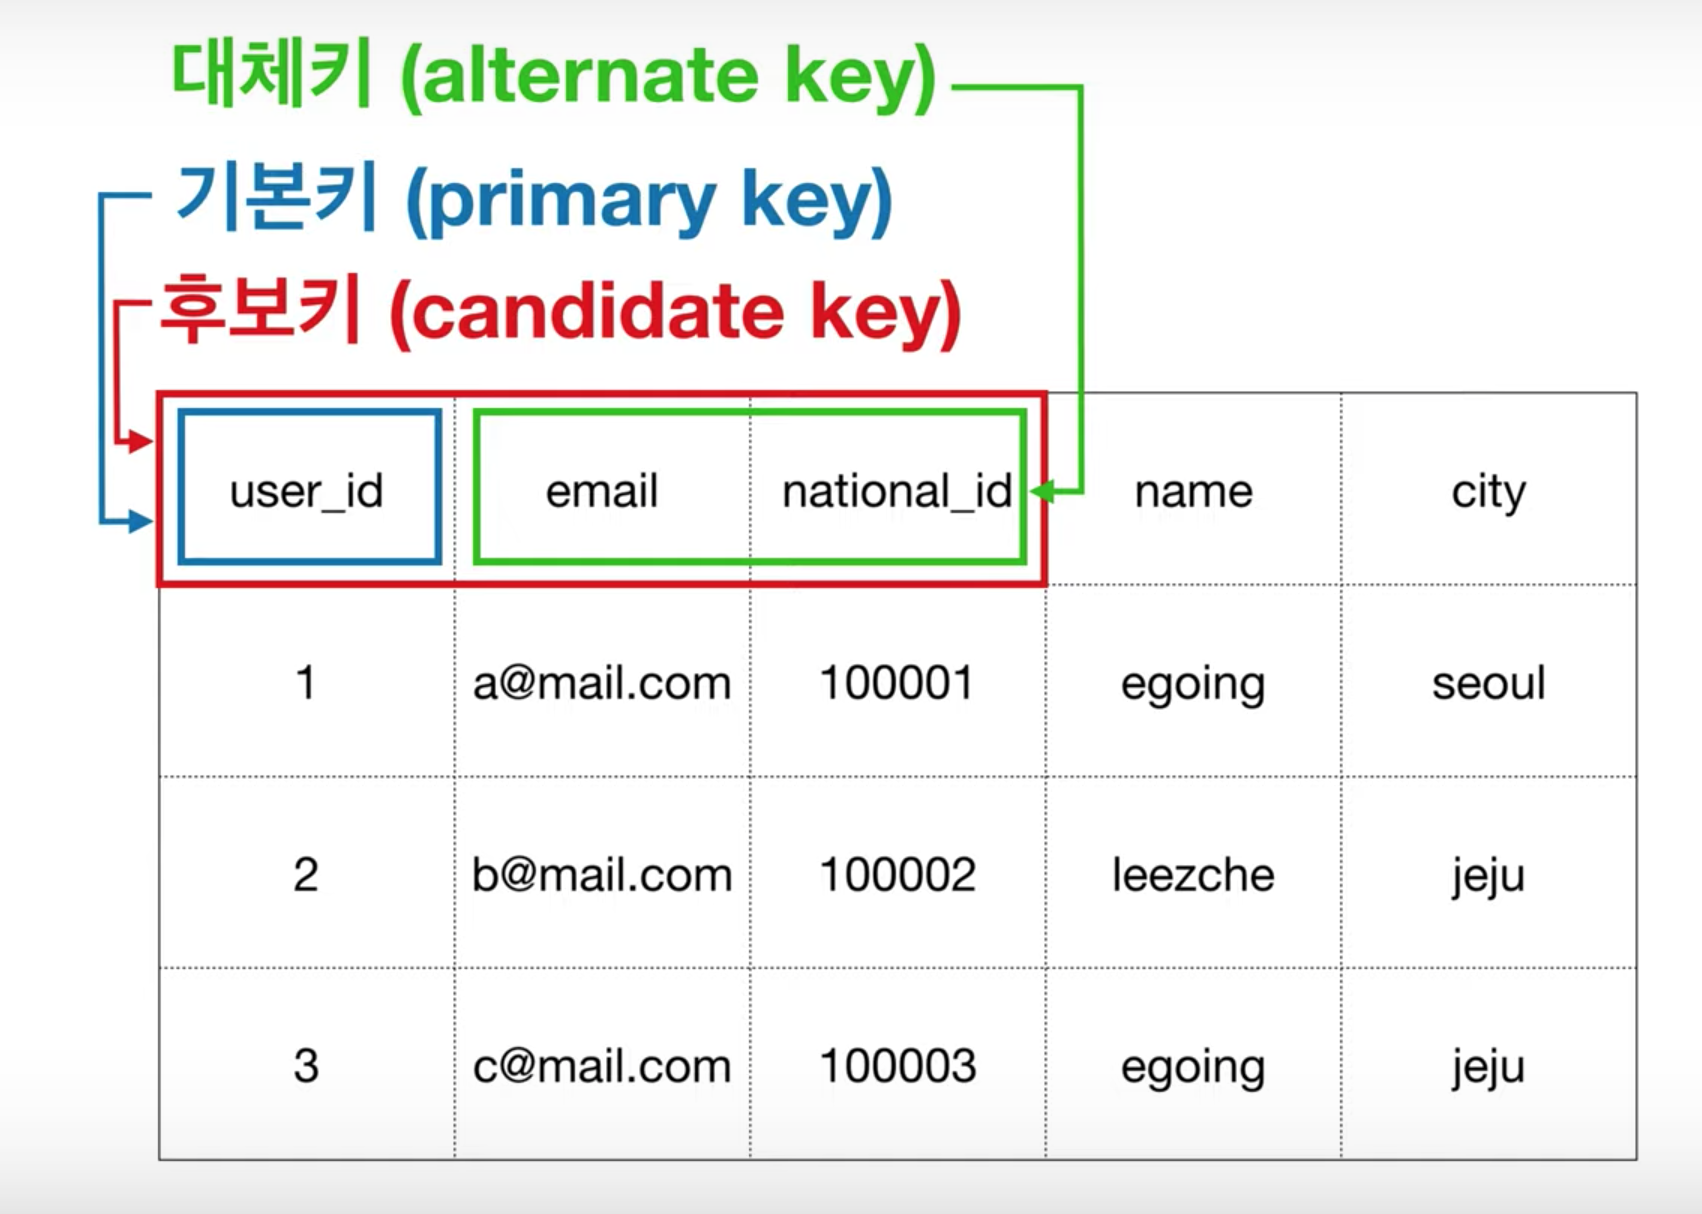 대체키 (alternate key)
기본키 (primary key)
후보키 (candidate key)
user_id email national_id name city
1 a@mail.com 100001 egoing seoul
2 b@mail.com 100002 leezche jeju
3 c@mail.com 100003 egoing jeju